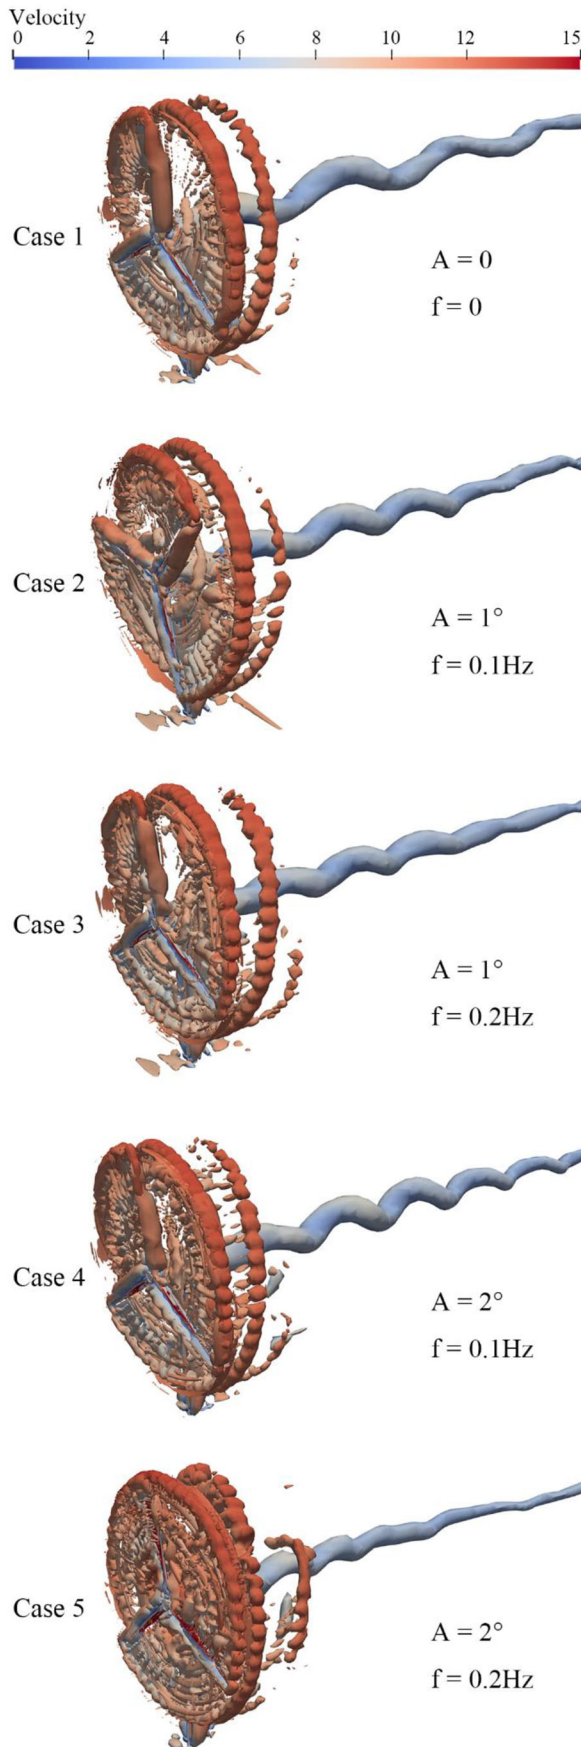 Velocity
0 2 4 6 8 10 12 15
Case 1
A = 0
f = 0
Case 2
A = 1°
f = 0.1Hz
Case 3
A = 1°
f = 0.2Hz
Case 4
A = 2°
f = 0.1Hz
Case 5
A = 2°
f = 0.2Hz